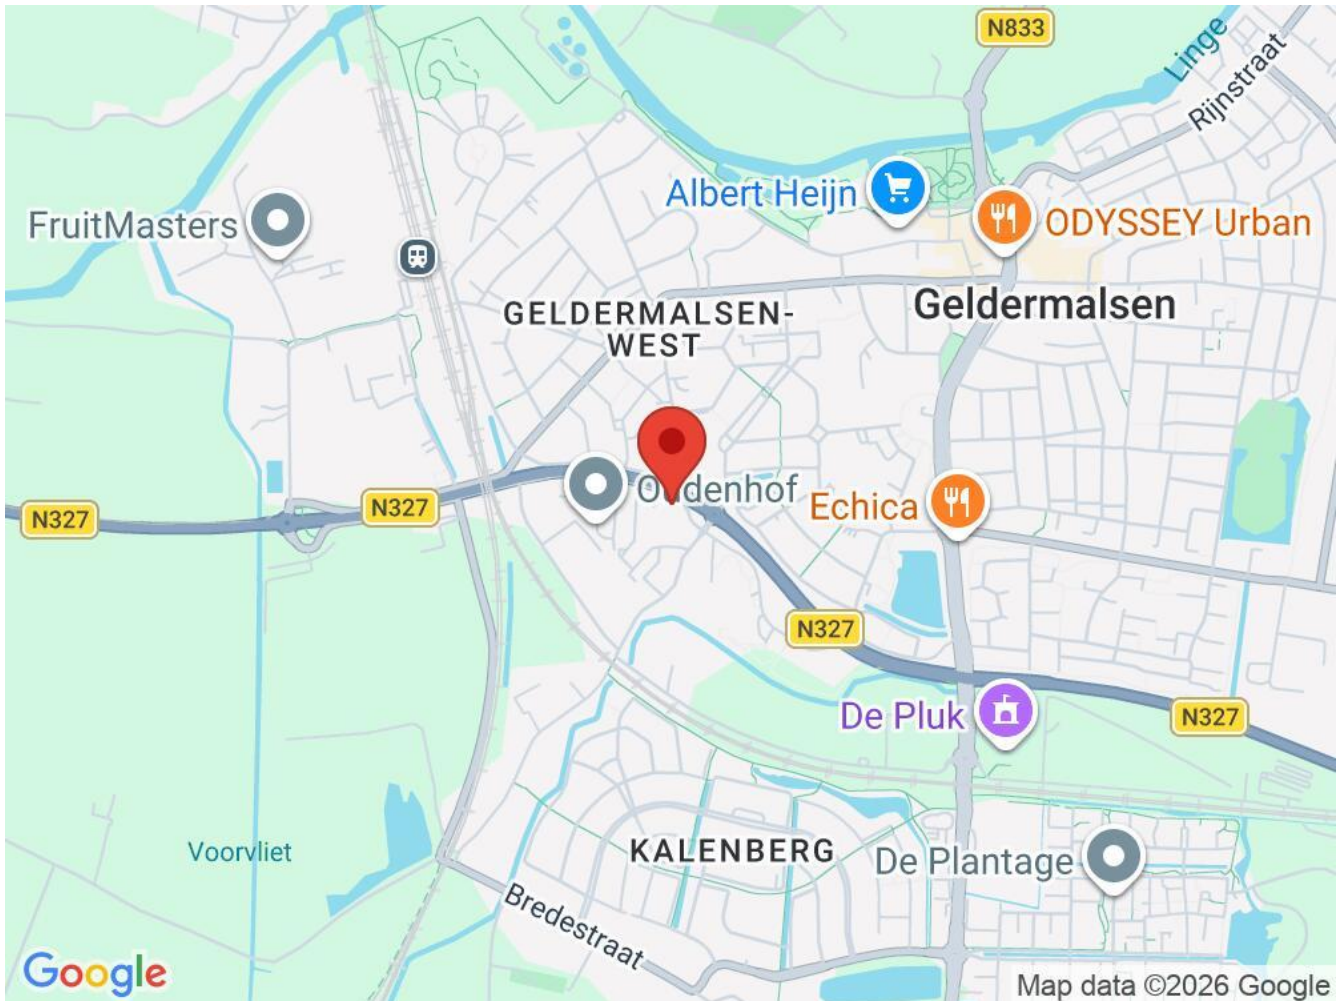 N833
Linge
Rijnstraat
Albert Heijn
FruitMasters
ODYSSEY Urban
GELDERMALSEN-
WEST
Geldermalsen
Oudenhof
N327
N327
Echica
N327
De Pluk
N327
Voorvliet
KALENBERG
De Plantage
Bredestraat
Google
Map data ©2026 Google